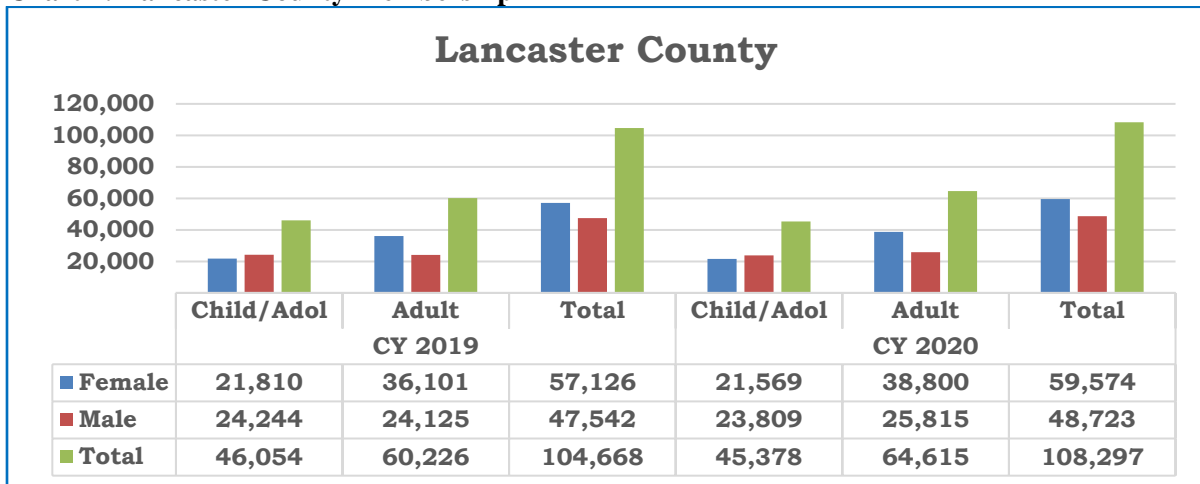 Lancaster County
120,000
100,000
80,000
60,000
40,000
20,000
Child/Adol Adult Total Child/Adol Adult Total
CY 2019 CY 2020
Female 21,810 36,101 57,126 21,569 38,800 59,574
Male 24,244 24,125 47,542 23,809 25,815 48,723
Total 46,054 60,226 104,668 45,378 64,615 108,297